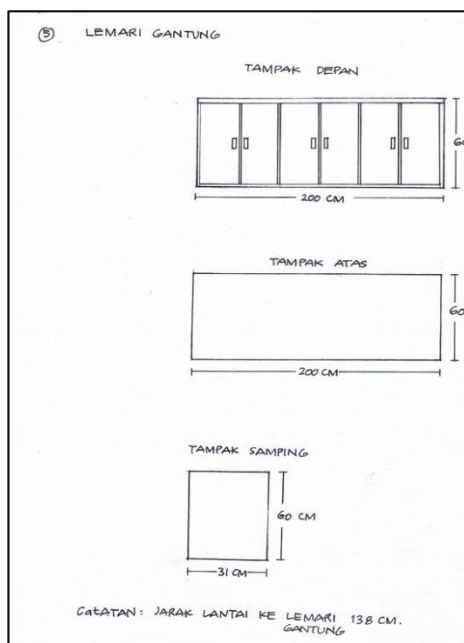 ⑤ LEMARI GANTUNG
TAMPAK DEPAN
60
200 CM
TAMPAK ATAS
60
200 CM
TAMPAK SAMPING
60 CM
31 CM
CATATAN: JARAK LANTAI KE LEMARI 138 CM.
GANTUNG